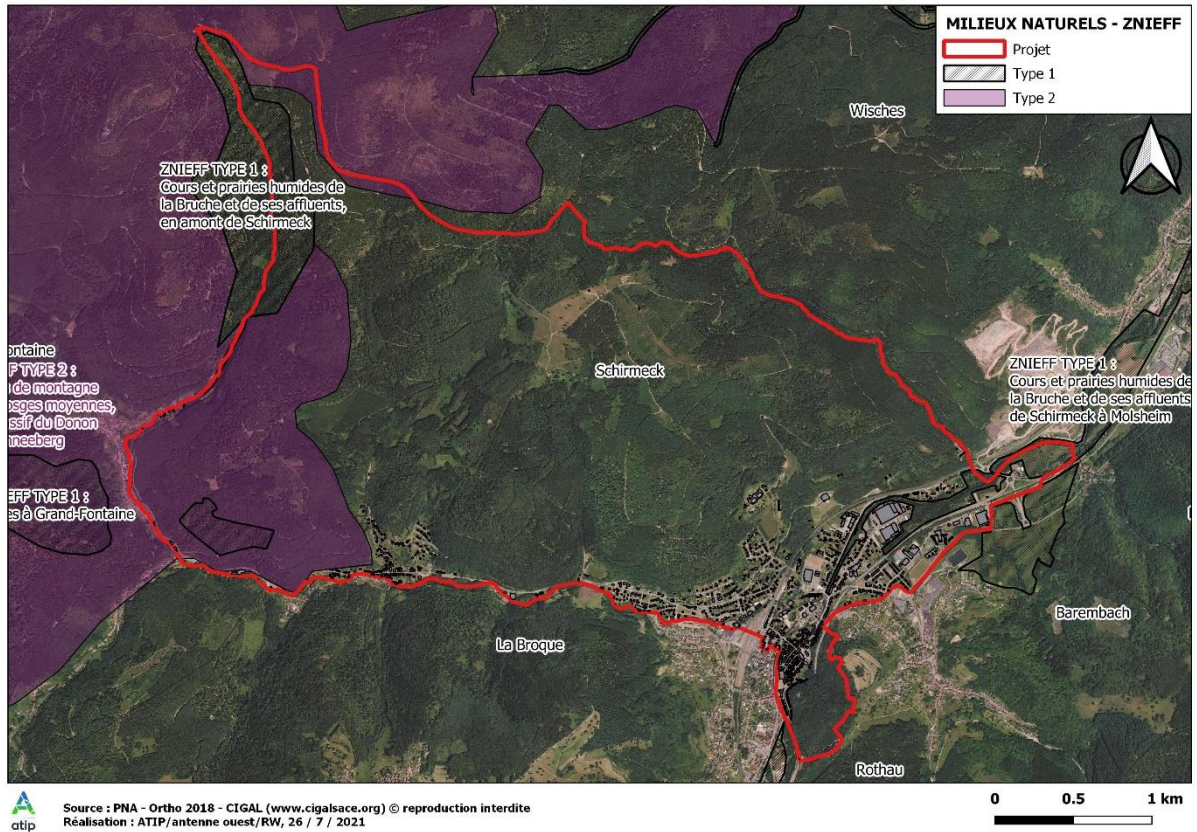 MILIEUX NATURELS - ZNIEFF
Projet
Type 1
Type 2
Wisches
ZNIEFF TYPE 1 :
Cours et prairies humides de
la Bruche et de ses affluents,
en amont de Schirmeck
ontaine
F TYPE 2 :
de montagne
osges moyennes,
ssif du Donon
nneeberg
Schirmeck
ZNIEFF TYPE 1 :
Cours et prairies humides de
la Bruche et de ses affluents
de Schirmeck à Molsheim
EFF TYPE 1 :
es à Grand-Fontaine
La Broque
Barembach
Rothau
atip
Source : PNA - Ortho 2018 - CIGAL (www.cigalsace.org) © reproduction interdite
Réalisation : ATIP/antenne ouest/RW, 26 / 7 / 2021
0 0.5 1 km